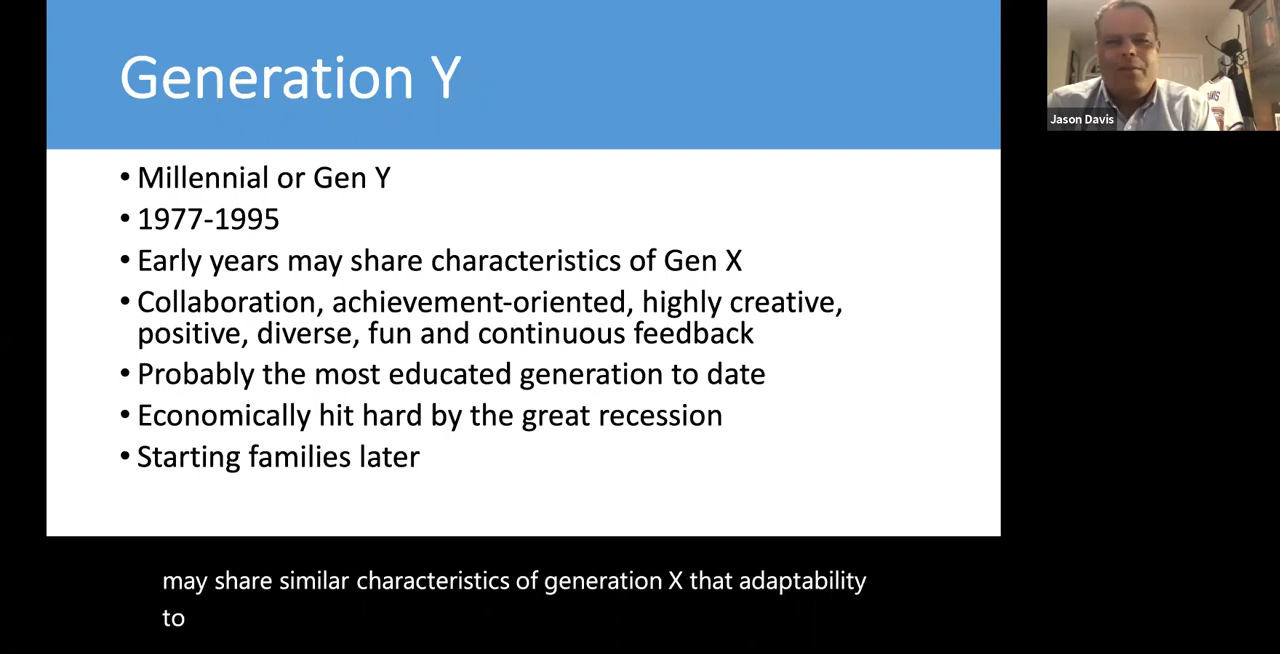 Generation Y
• Millennial or Gen Y
• 1977-1995
• Early years may share characteristics of Gen X
• Collaboration, achievement-oriented, highly creative,
positive, diverse, fun and continuous feedback
• Probably the most educated generation to date
• Economically hit hard by the great recession
• Starting families later
Jason Davis
may share similar characteristics of generation X that adaptability
to